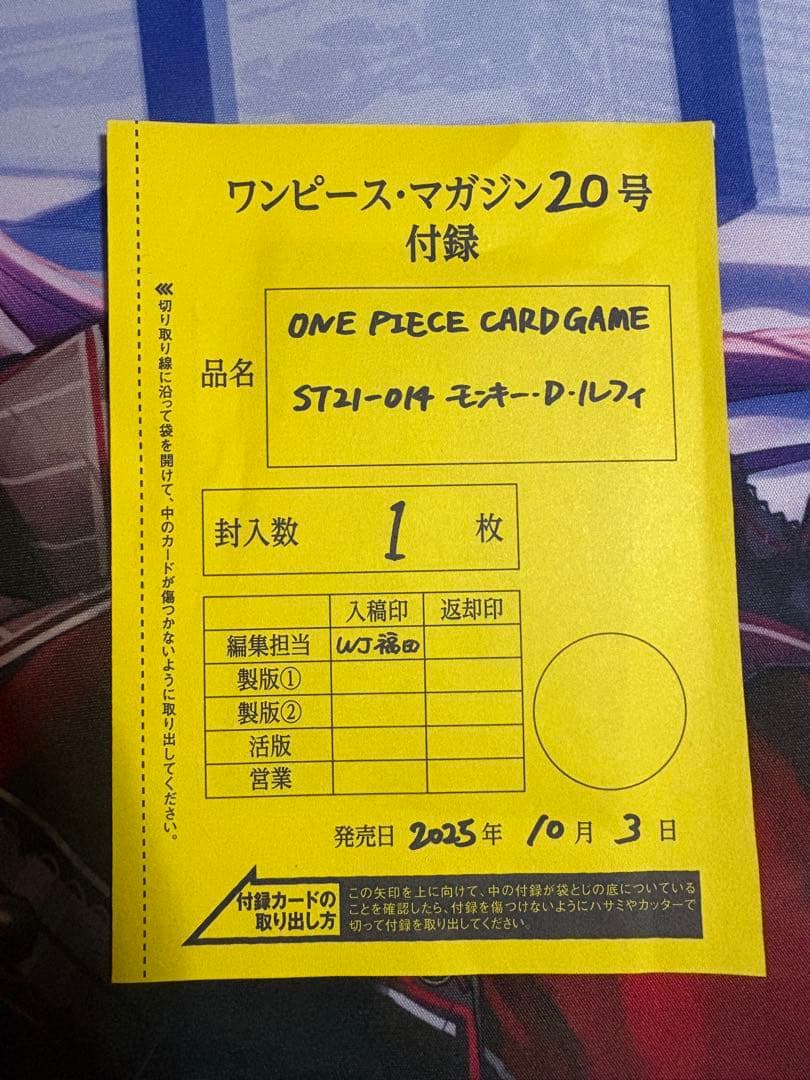 ワンピース・マガジン20号
付録
品名
ONE PIECE CARD GAME
ST21-014 モンキー・D・ルフィ
封入数 1 枚
入稿印 返却印
編集担当 WJ福田
製版①
製版②
活版
営業
発売日 2025年 10月 3日
付録カードの
取り出し方
この矢印を上に向けて、中の付録が袋とじの底についている
ことを確認したら、付録を傷つけないようにハサミやカッターで
切って付録を取り出してください。
⋘切り取り線に沿って袋を開けて、中のカードが傷つかないように取り出してください。